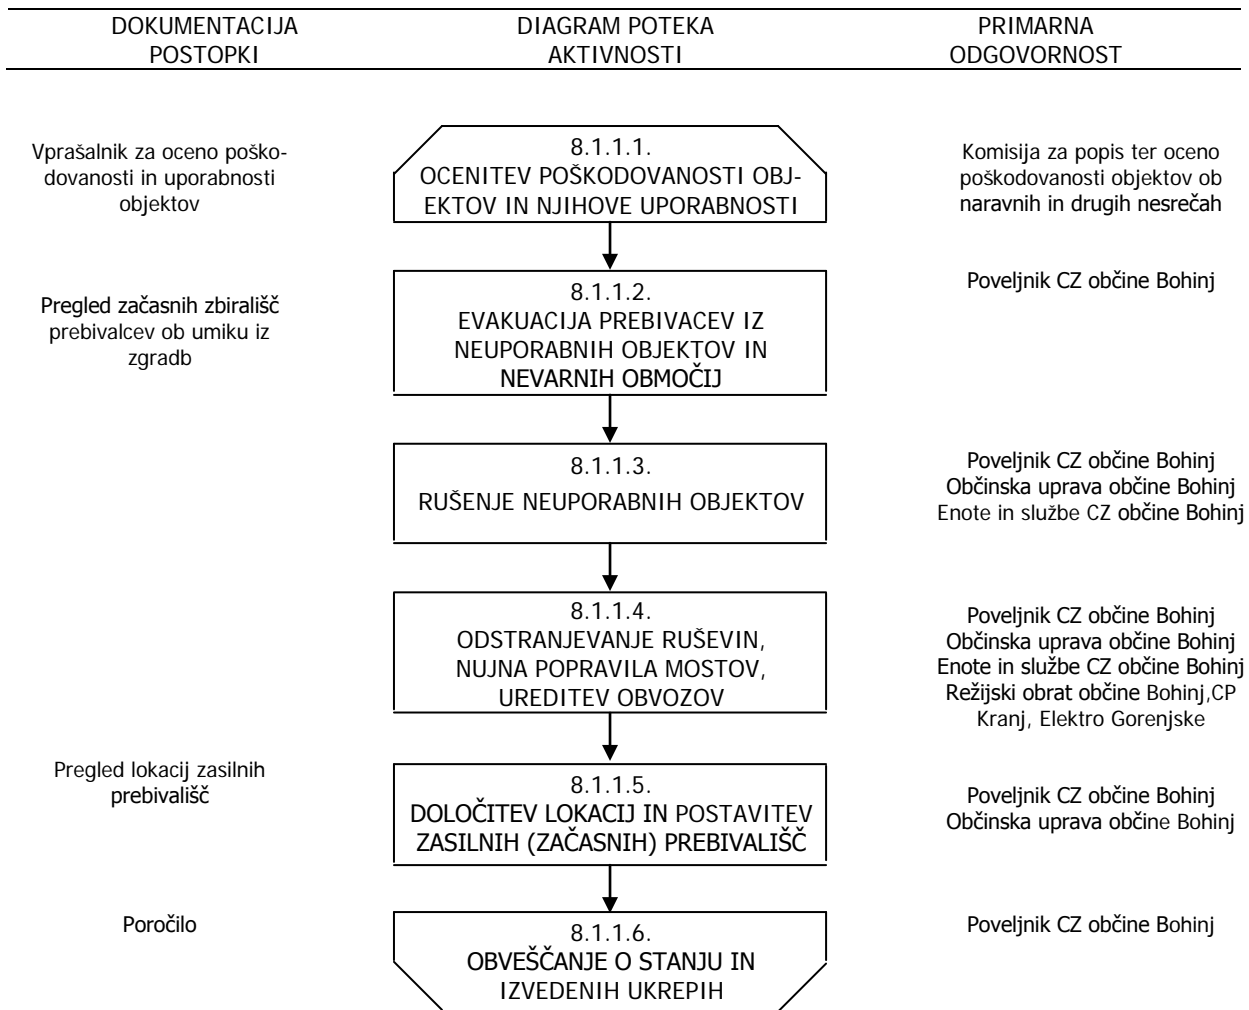 DOKUMENTACIJA
POSTOPKI
DIAGRAM POTEKA
AKTIVNOSTI
PRIMARNA
ODGOVORNOST
Vprašalnik za oceno poško-
dovanosti in uporabnosti
objektov
8.1.1.1.
OCENITEV POŠKODOVANOSTI OBJ-
EKTOV IN NJIHOVE UPORABNOSTI
Komisija za popis ter oceno
poškodovanosti objektov ob
naravnih in drugih nesrečah
Pregled začasnih zbirališč
prebivalcev ob umiku iz
zgradb
8.1.1.2.
EVAKUACIJA PREBIVACEV IZ
NEUPORABNIH OBJEKTOV IN
NEVARNIH OBMOČIJ
Poveljnik CZ občine Bohinj
8.1.1.3.
RUŠENJE NEUPORABNIH OBJEKTOV
Poveljnik CZ občine Bohinj
Občinska uprava občine Bohinj
Enote in službe CZ občine Bohinj
8.1.1.4.
ODSTRANJEVANJE RUŠEVIN,
NUJNA POPRAVILA MOSTOV,
UREDITEV OBVOZOV
Poveljnik CZ občine Bohinj
Občinska uprava občine Bohinj
Enote in službe CZ občine Bohinj
Režijski obrat občine Bohinj,CP
Kranj, Elektro Gorenjske
Pregled lokacij zasilnih
prebivališč
8.1.1.5.
DOLOČITEV LOKACIJ IN POSTAVITEV
ZASILNIH (ZAČASNIH) PREBIVALIŠČ
Poveljnik CZ občine Bohinj
Občinska uprava občine Bohinj
Poročilo
8.1.1.6.
OBVEŠČANJE O STANJU IN
IZVEDENIH UKREPIH
Poveljnik CZ občine Bohinj